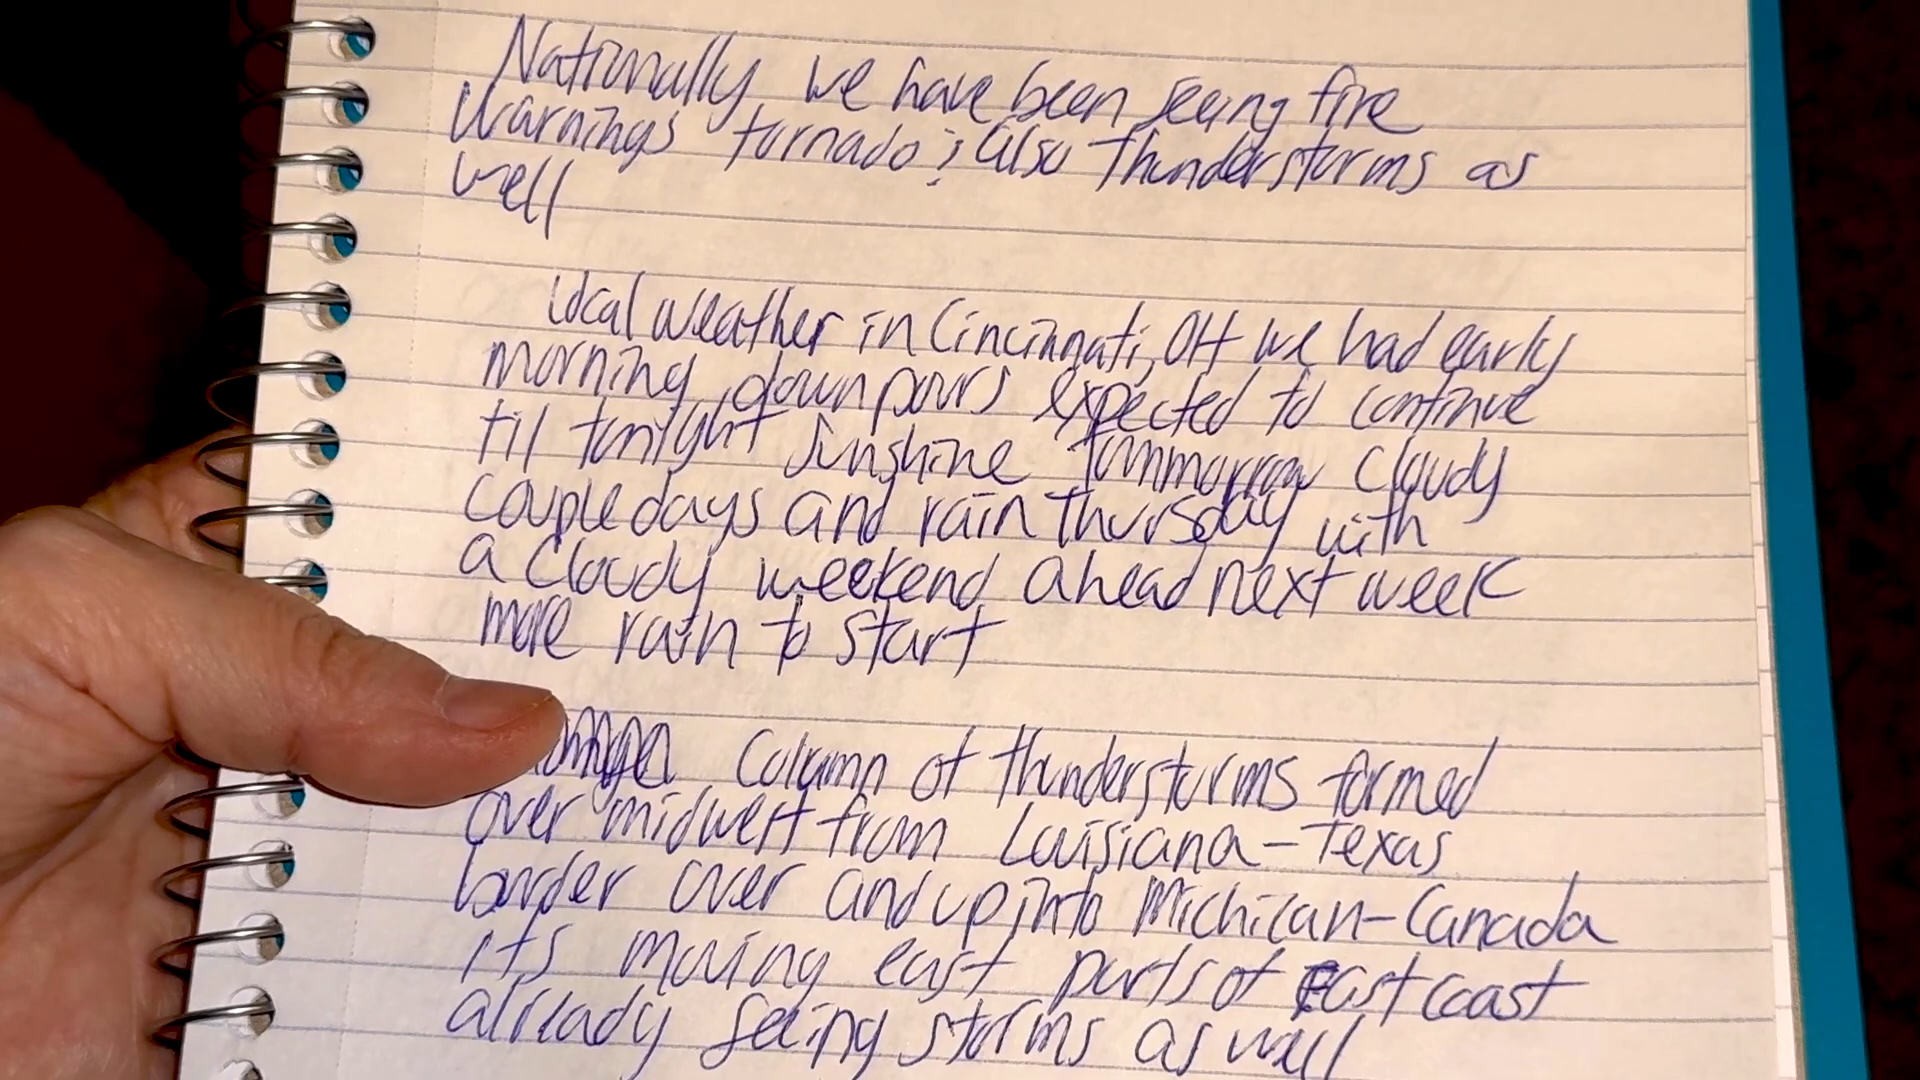 Nationally we have been seeing fire
Warnings tornado ; also Thunderstorms as
well
Local weather in Cincinnati, OH we had early
morning downpours expected to continue
til tonight sunshine tommorrow cloudy
couple days and rain Thursday with
a cloudy weekend ahead next week
more rain to start
Column of thunderstorms formed
over midwest from Louisiana-Texas
border over and up into Michican-Canada
its moving east parts of East coast
already seeing storms as well